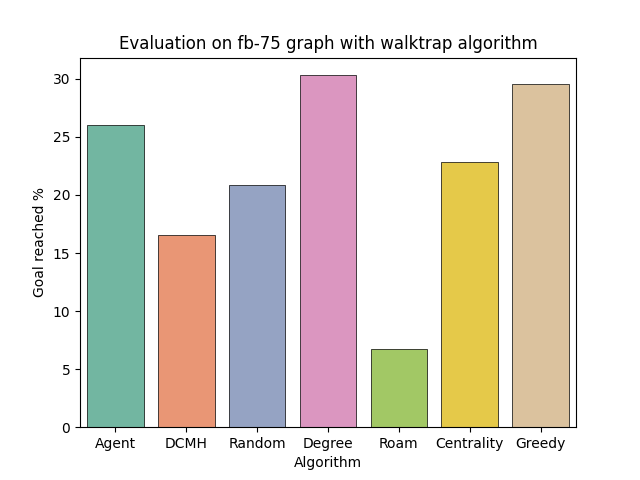 Evaluation on fb-75 graph with walktrap algorithm
Goal reached %
30
25
20
15
10
5
0
Agent DCMH Random Degree Roam Centrality Greedy
Algorithm